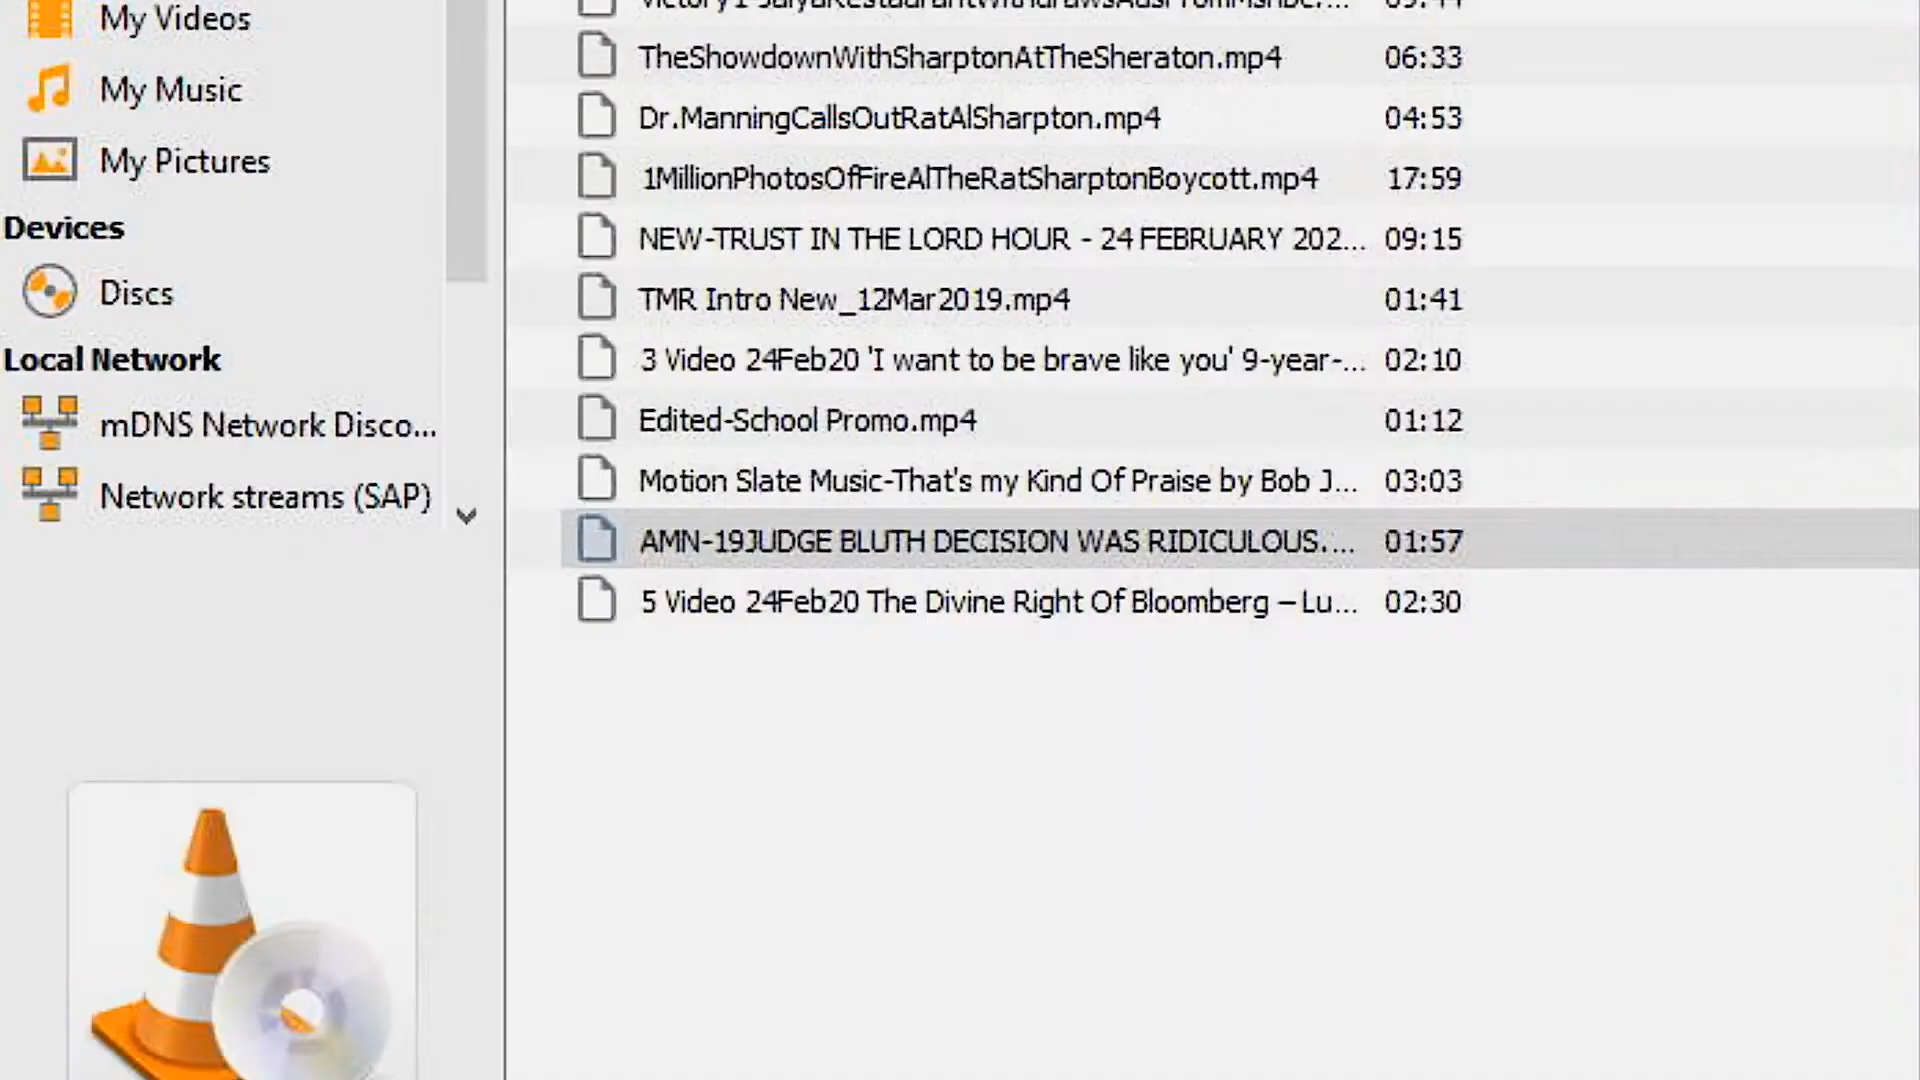 My Videos
My Music
My Pictures
Devices
Discs
Local Network
mDNS Network Disco...
Network streams (SAP)
Victory1-SaiyaRestaurantWithdrawsAdsFromMsnbc.... 09:44
TheShowdownWithSharptonAtTheSheraton.mp4 06:33
Dr.ManningCallsOutRatAlSharpton.mp4 04:53
1MillionPhotosOfFireAlTheRatSharptonBoycott.mp4 17:59
NEW-TRUST IN THE LORD HOUR - 24 FEBRUARY 202... 09:15
TMR Intro New_12Mar2019.mp4 01:41
3 Video 24Feb20 'I want to be brave like you' 9-year-... 02:10
Edited-School Promo.mp4 01:12
Motion Slate Music-That's my Kind Of Praise by Bob J... 03:03
AMN-19JUDGE BLUTH DECISION WAS RIDICULOUS.... 01:57
5 Video 24Feb20 The Divine Right Of Bloomberg – Lu... 02:30